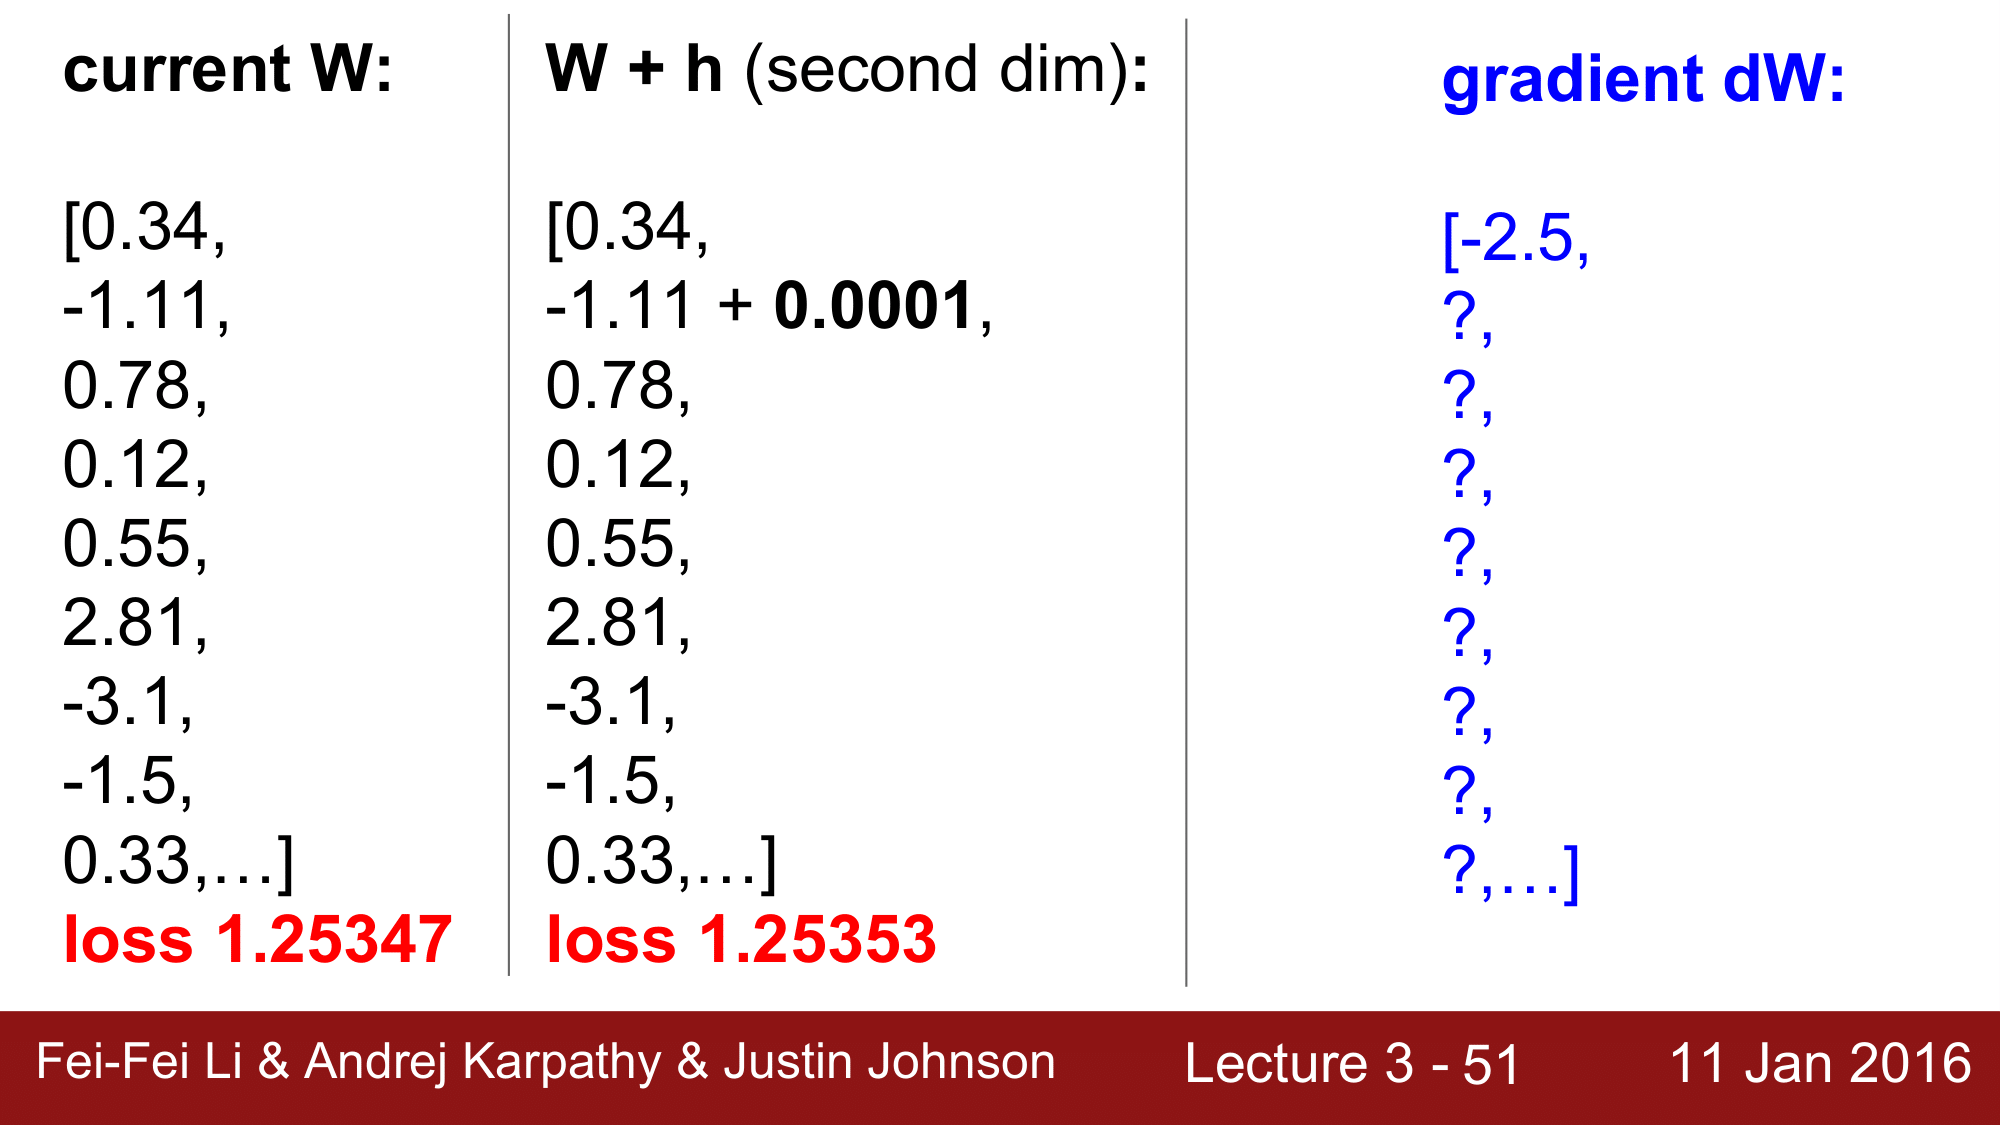 current W:
[0.34,
-1.11,
0.78,
0.12,
0.55,
2.81,
-3.1,
-1.5,
0.33,…]
loss 1.25347
W + h (second dim):
[0.34,
-1.11 + 0.0001,
0.78,
0.12,
0.55,
2.81,
-3.1,
-1.5,
0.33,…]
loss 1.25353
gradient dW:
[-2.5,
?,
?,
?,
?,
?,
?,
?,
?,…]
Fei-Fei Li & Andrej Karpathy & Justin Johnson
Lecture 3 - 51
11 Jan 2016